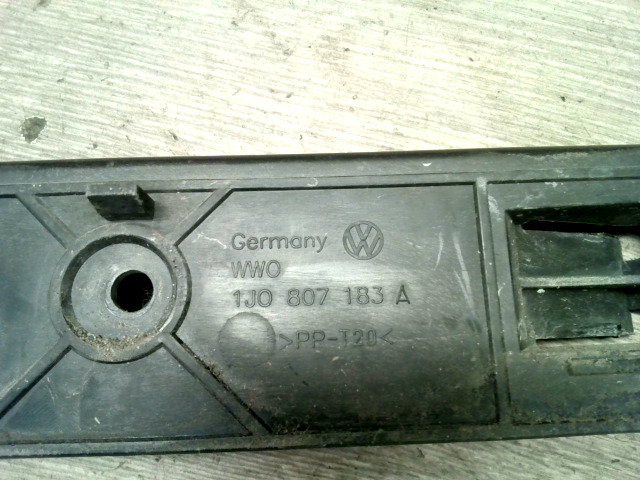 Germany
WWO
1J0 807 183 A
>PP-T20<